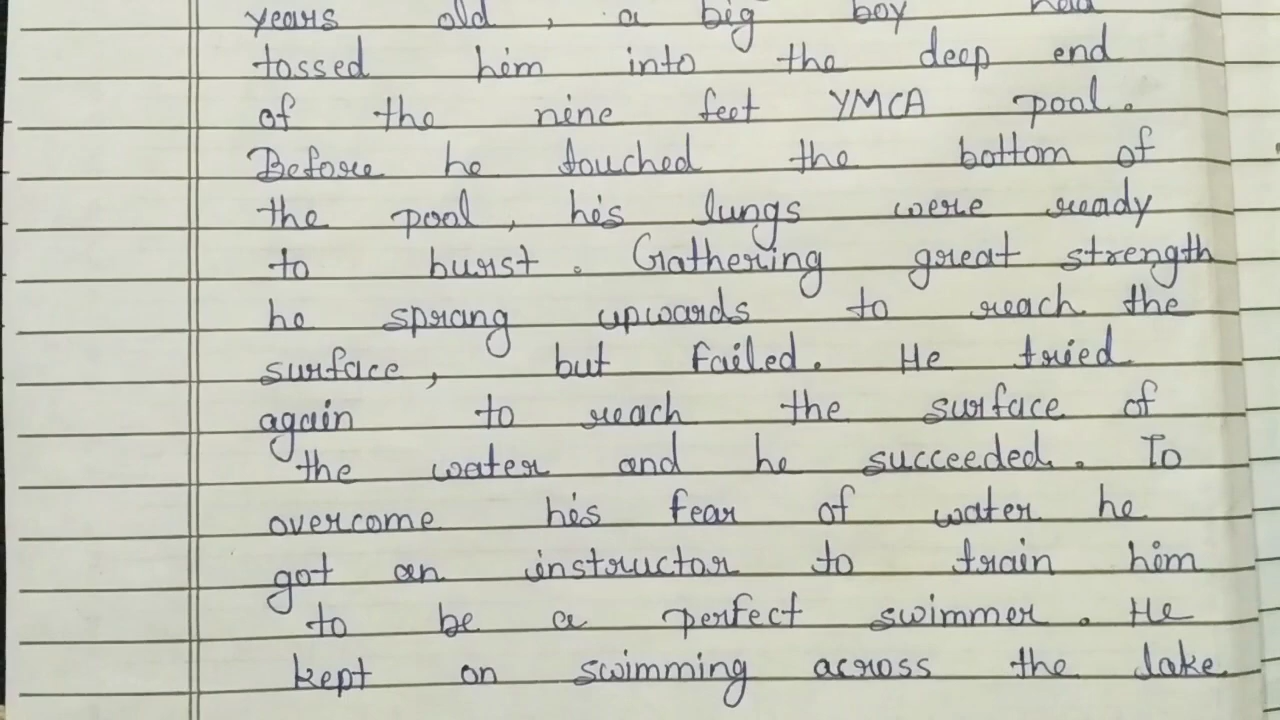 years old, a big boy had
tossed him into the deep end
of the nine feet YMCA pool.
Before he touched the bottom of
the pool, his lungs were ready
to burst. Gathering great strength
he sprang upwards to reach the
surface, but failed. He tried
again to reach the surface of
the water and he succeeded. To
overcome his fear of water he
got an instructor to train him
to be a perfect swimmer. He
kept on swimming across the lake